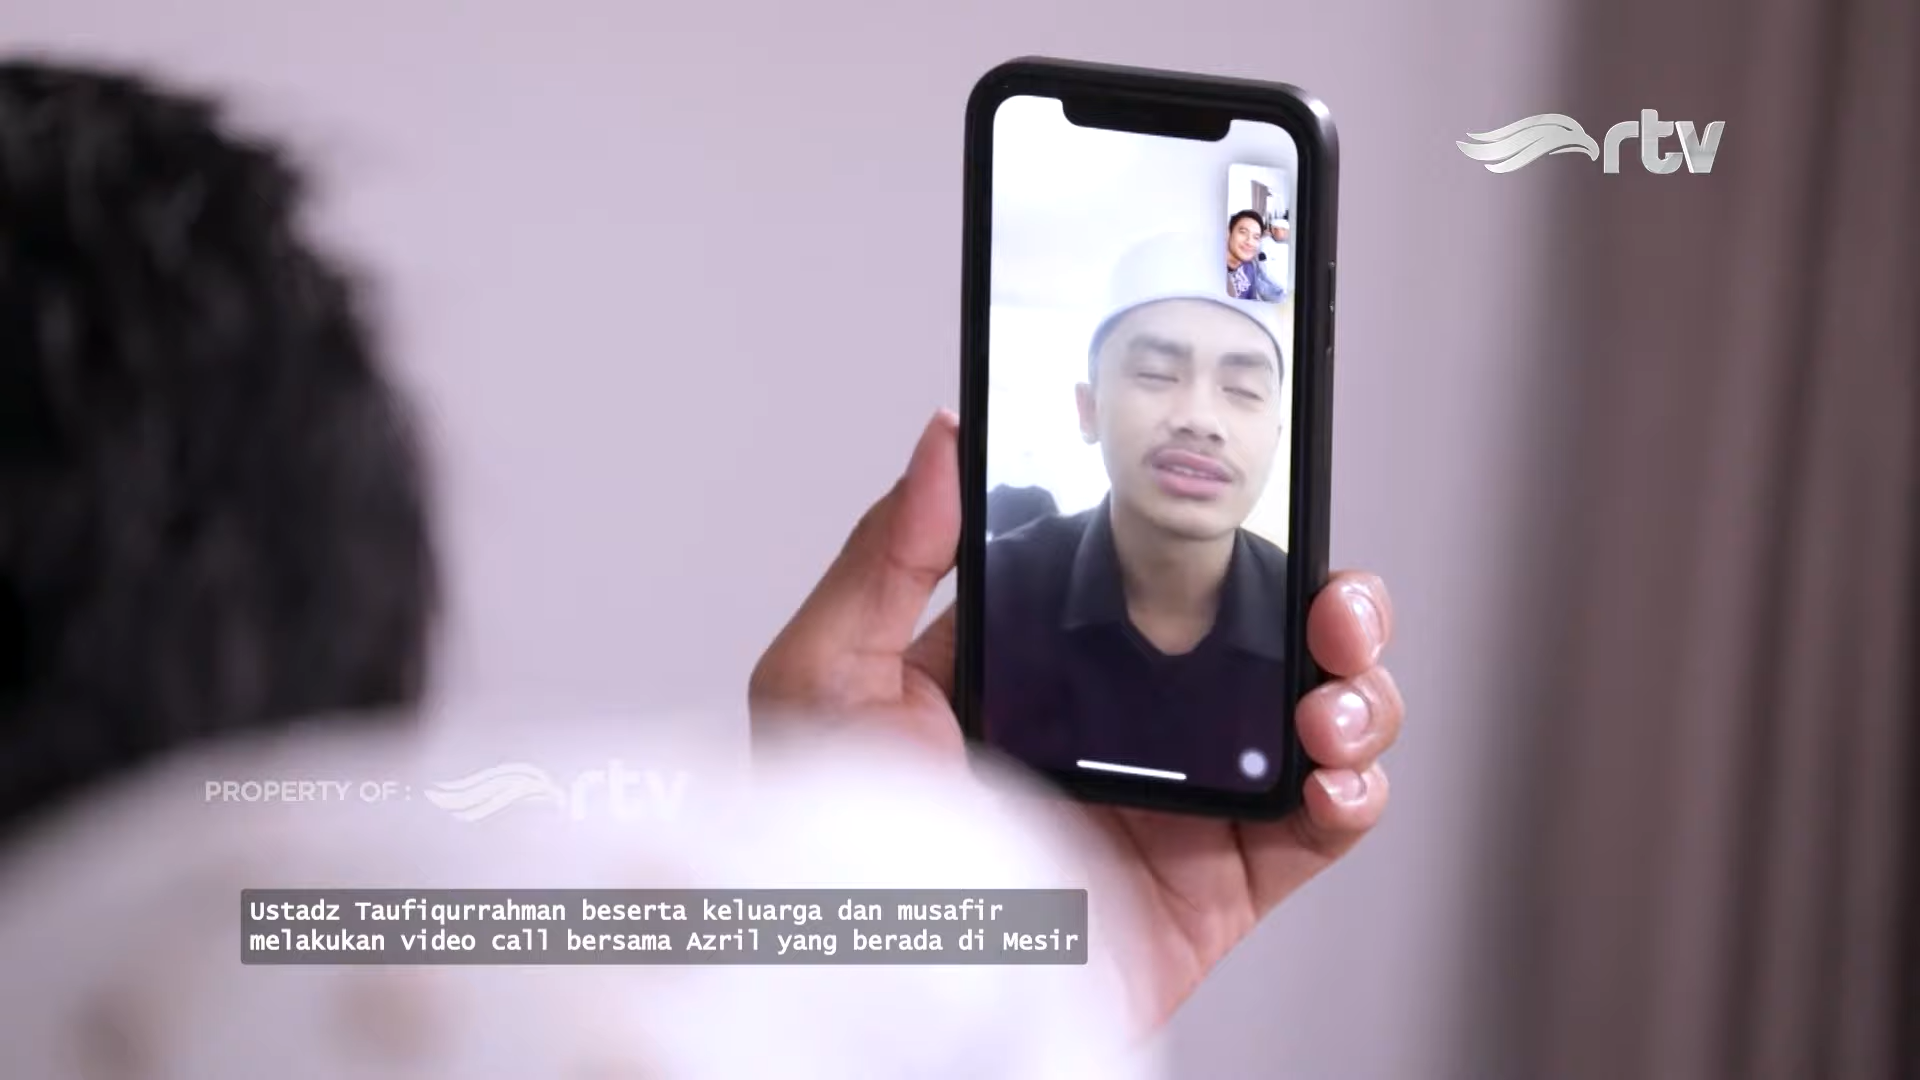 rtv
PROPERTY OF : rtv
Ustadz Taufiqurrahman beserta keluarga dan musafir
melakukan video call bersama Azril yang berada di Mesir